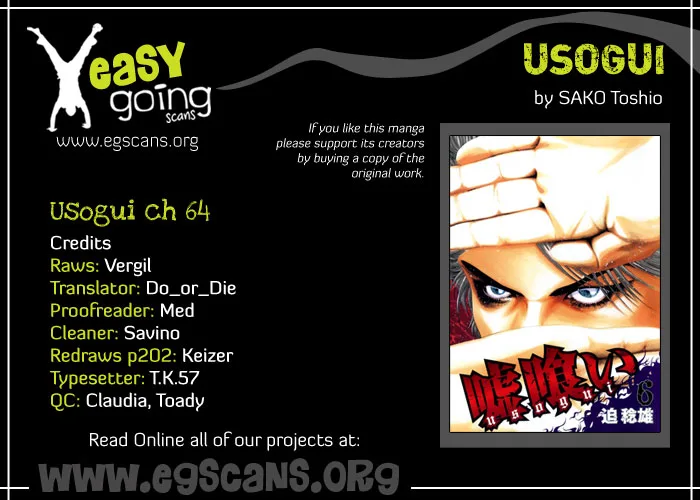 easy
going
scans
www.egscans.org
USOGUI
by SAKO Toshio
If you like this manga
please support its creators
by buying a copy of the
original work.
USogui ch 64
Credits
Raws: Vergil
Translator: Do_or_Die
Proofreader: Med
Cleaner: Savino
Redraws p202: Keizer
Typesetter: T.K.57
QC: Claudia, Toady
嘘喰い
usogui
6
迫稔雄
Read Online all of our projects at:
www.egscans.org